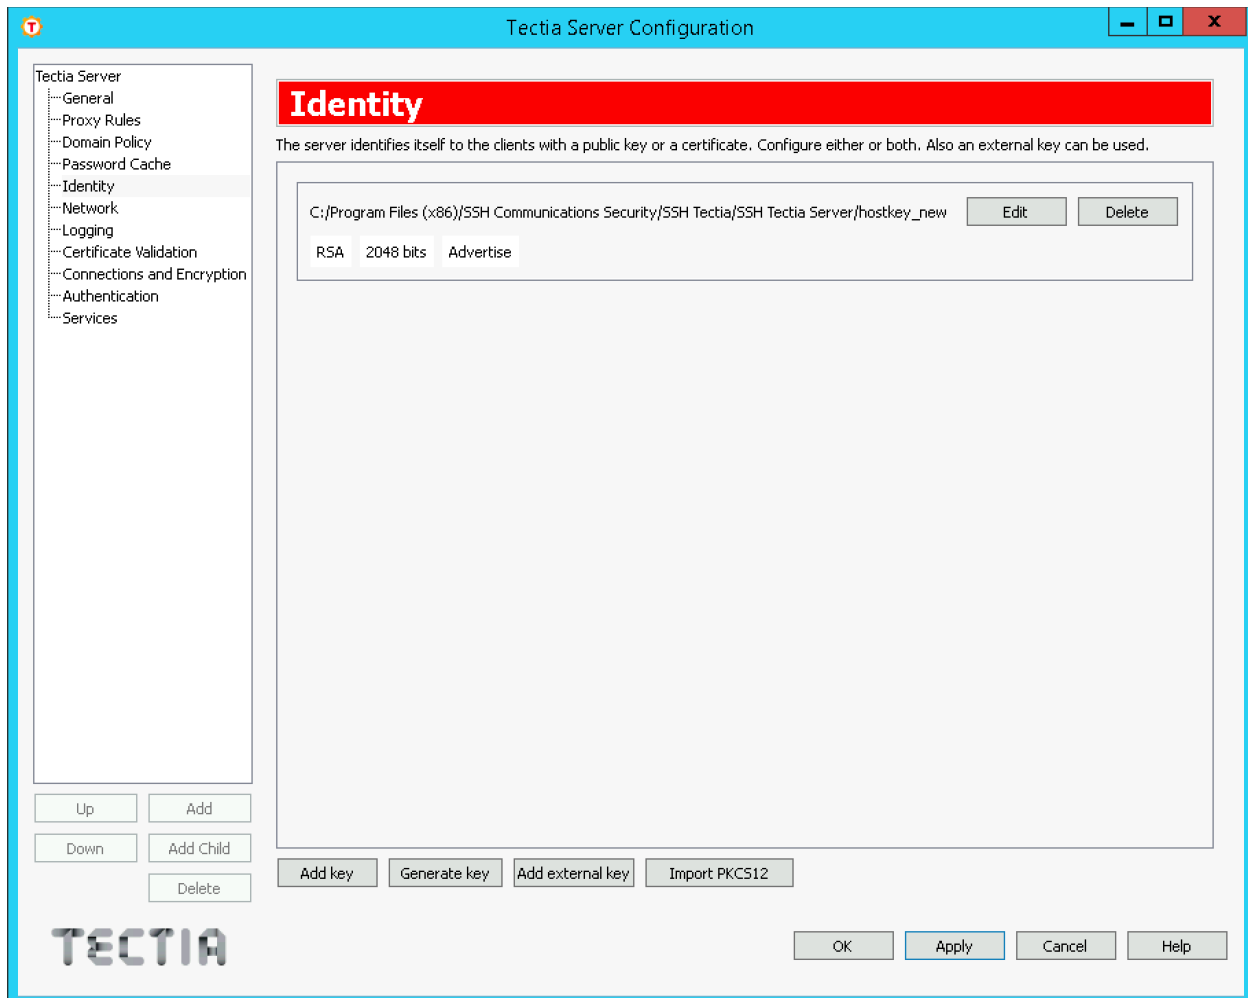 T
Tectia Server Configuration
Tectia Server
General
Proxy Rules
Domain Policy
Password Cache
Identity
Network
Logging
Certificate Validation
Connections and Encryption
Authentication
Services
Up Add
Down Add Child
Delete
TECTIA
Identity
The server identifies itself to the clients with a public key or a certificate. Configure either or both. Also an external key can be used.
C:/Program Files (x86)/SSH Communications Security/SSH Tectia/SSH Tectia Server/hostkey_new Edit Delete
RSA 2048 bits Advertise
Add key Generate key Add external key Import PKCS12
OK Apply Cancel Help